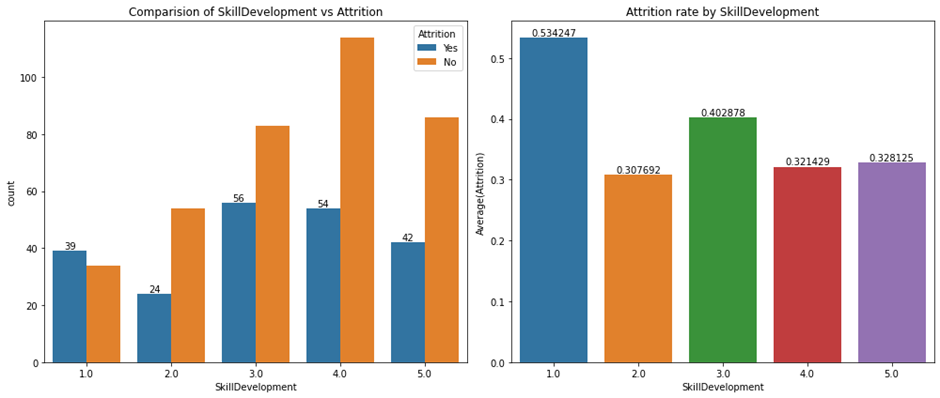 Comparision of SkillDevelopment vs Attrition
Attrition
Yes
No
count
100
80
60
40
20
0
39
24
56
54
42
1.0 2.0 3.0 4.0 5.0
SkillDevelopment
Attrition rate by SkillDevelopment
Average(Attrition)
0.5
0.4
0.3
0.2
0.1
0.0
0.534247
0.307692
0.402878
0.321429
0.328125
1.0 2.0 3.0 4.0 5.0
SkillDevelopment